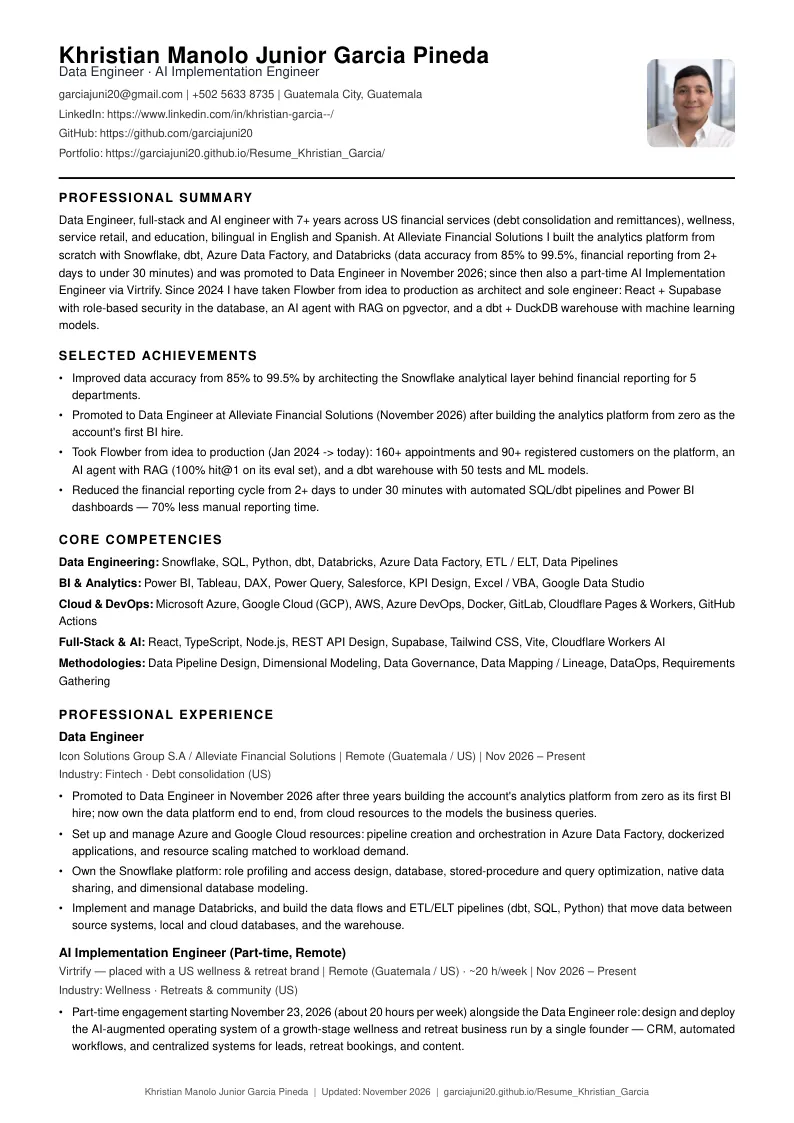 Khristian Manolo Junior Garcia Pineda
Data Engineer · AI Implementation Engineer
garciajuni20@gmail.com | +502 5633 8735 | Guatemala City, Guatemala
LinkedIn: https://www.linkedin.com/in/khristian-garcia--/
GitHub: https://github.com/garciajuni20
Portfolio: https://garciajuni20.github.io/Resume_Khristian_Garcia/
PROFESSIONAL SUMMARY
Data Engineer, full-stack and AI engineer with 7+ years across US financial services (debt consolidation and remittances), wellness,
service retail, and education, bilingual in English and Spanish. At Alleviate Financial Solutions I built the analytics platform from
scratch with Snowflake, dbt, Azure Data Factory, and Databricks (data accuracy from 85% to 99.5%, financial reporting from 2+
days to under 30 minutes) and was promoted to Data Engineer in November 2026; since then also a part-time AI Implementation
Engineer via Virtrify. Since 2024 I have taken Flowber from idea to production as architect and sole engineer: React + Supabase
with role-based security in the database, an AI agent with RAG on pgvector, and a dbt + DuckDB warehouse with machine learning
models.
SELECTED ACHIEVEMENTS
• Improved data accuracy from 85% to 99.5% by architecting the Snowflake analytical layer behind financial reporting for 5
departments.
• Promoted to Data Engineer at Alleviate Financial Solutions (November 2026) after building the analytics platform from zero as the
account's first BI hire.
• Took Flowber from idea to production (Jan 2024 -> today): 160+ appointments and 90+ registered customers on the platform, an
AI agent with RAG (100% hit@1 on its eval set), and a dbt warehouse with 50 tests and ML models.
• Reduced the financial reporting cycle from 2+ days to under 30 minutes with automated SQL/dbt pipelines and Power BI
dashboards — 70% less manual reporting time.
CORE COMPETENCIES
Data Engineering: Snowflake, SQL, Python, dbt, Databricks, Azure Data Factory, ETL / ELT, Data Pipelines
BI & Analytics: Power BI, Tableau, DAX, Power Query, Salesforce, KPI Design, Excel / VBA, Google Data Studio
Cloud & DevOps: Microsoft Azure, Google Cloud (GCP), AWS, Azure DevOps, Docker, GitLab, Cloudflare Pages & Workers, GitHub
Actions
Full-Stack & AI: React, TypeScript, Node.js, REST API Design, Supabase, Tailwind CSS, Vite, Cloudflare Workers AI
Methodologies: Data Pipeline Design, Dimensional Modeling, Data Governance, Data Mapping / Lineage, DataOps, Requirements
Gathering
PROFESSIONAL EXPERIENCE
Data Engineer
Icon Solutions Group S.A / Alleviate Financial Solutions | Remote (Guatemala / US) | Nov 2026 – Present
Industry: Fintech · Debt consolidation (US)
• Promoted to Data Engineer in November 2026 after three years building the account's analytics platform from zero as its first BI
hire; now own the data platform end to end, from cloud resources to the models the business queries.
• Set up and manage Azure and Google Cloud resources: pipeline creation and orchestration in Azure Data Factory, dockerized
applications, and resource scaling matched to workload demand.
• Own the Snowflake platform: role profiling and access design, database, stored-procedure and query optimization, native data
sharing, and dimensional database modeling.
• Implement and manage Databricks, and build the data flows and ETL/ELT pipelines (dbt, SQL, Python) that move data between
source systems, local and cloud databases, and the warehouse.
AI Implementation Engineer (Part-time, Remote)
Virtrify — placed with a US wellness & retreat brand | Remote (Guatemala / US) · ~20 h/week | Nov 2026 – Present
Industry: Wellness · Retreats & community (US)
• Part-time engagement starting November 23, 2026 (about 20 hours per week) alongside the Data Engineer role: design and deploy
the AI-augmented operating system of a growth-stage wellness and retreat business run by a single founder — CRM, automated
workflows, and centralized systems for leads, retreat bookings, and content.
Khristian Manolo Junior Garcia Pineda | Updated: November 2026 | garciajuni20.github.io/Resume_Khristian_Garcia